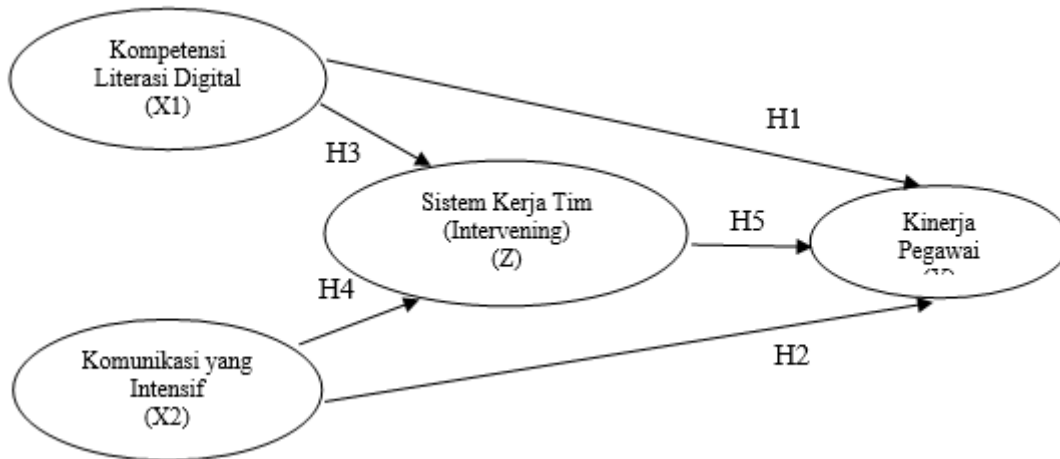 Kompetensi
Literasi Digital
(X1)
H1
H3
Sistem Kerja Tim
(Intervening)
(Z)
H5
Kinerja
Pegawai
H4
H2
Komunikasi yang
Intensif
(X2)